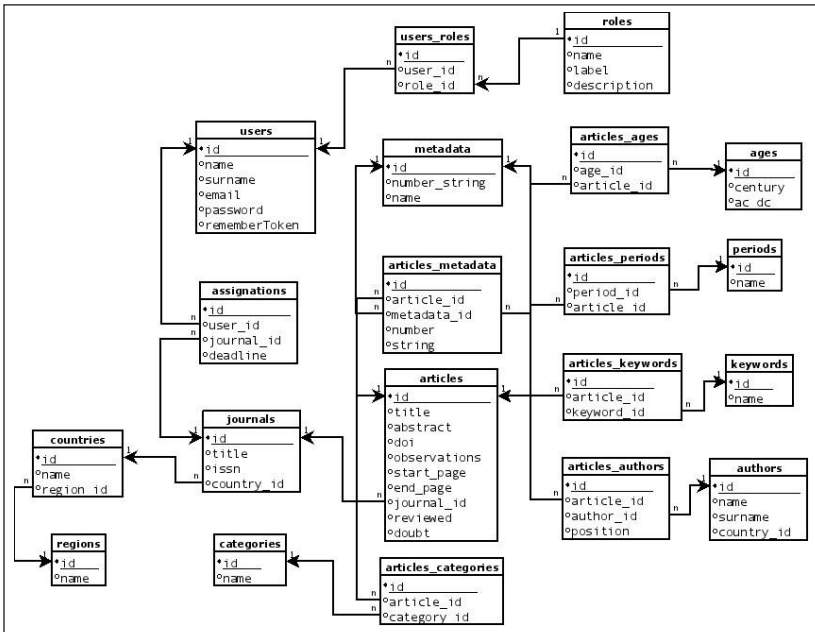 roles
id
name
label
description
users_roles
id
user_id
role_id
users
id
name
surname
email
password
rememberToken
metadata
id
number_string
name
articles_ages
id
age_id
article_id
ages
id
century
ac_dc
articles_metadata
id
article_id
metadata_id
number
string
articles_periods
id
period_id
article_id
periods
id
name
assignations
id
user_id
journal_id
deadline
articles
id
title
abstract
doi
observations
start_page
end_page
journal_id
reviewed
doubt
articles_keywords
id
article_id
keyword_id
keywords
id
name
journals
id
title
issn
country_id
countries
id
name
region_id
articles_authors
id
article_id
author_id
position
authors
id
name
surname
country_id
regions
id
name
categories
id
name
articles_categories
id
article_id
category_id